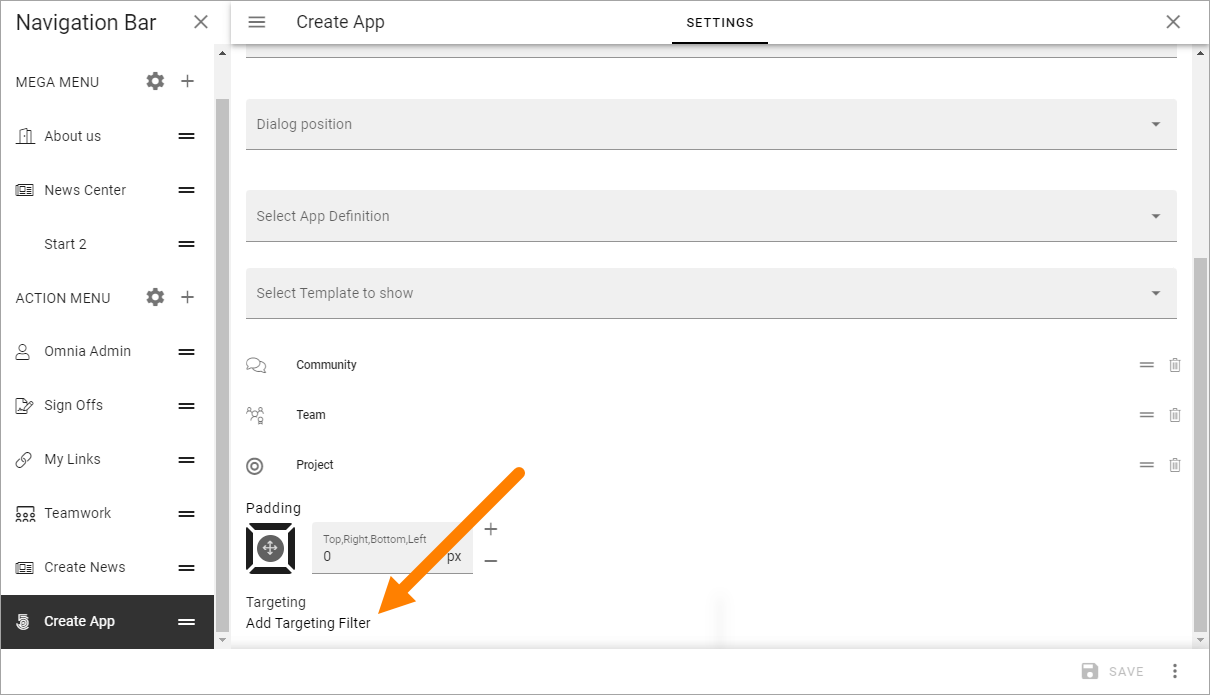 Navigation Bar
Create App
SETTINGS
MEGA MENU
About us
News Center
Start 2
ACTION MENU
Omnia Admin
Sign Offs
My Links
Teamwork
Create News
Create App
Dialog position
Select App Definition
Select Template to show
Community
Team
Project
Padding
Top,Right,Bottom,Left
0 px
Targeting
Add Targeting Filter
SAVE